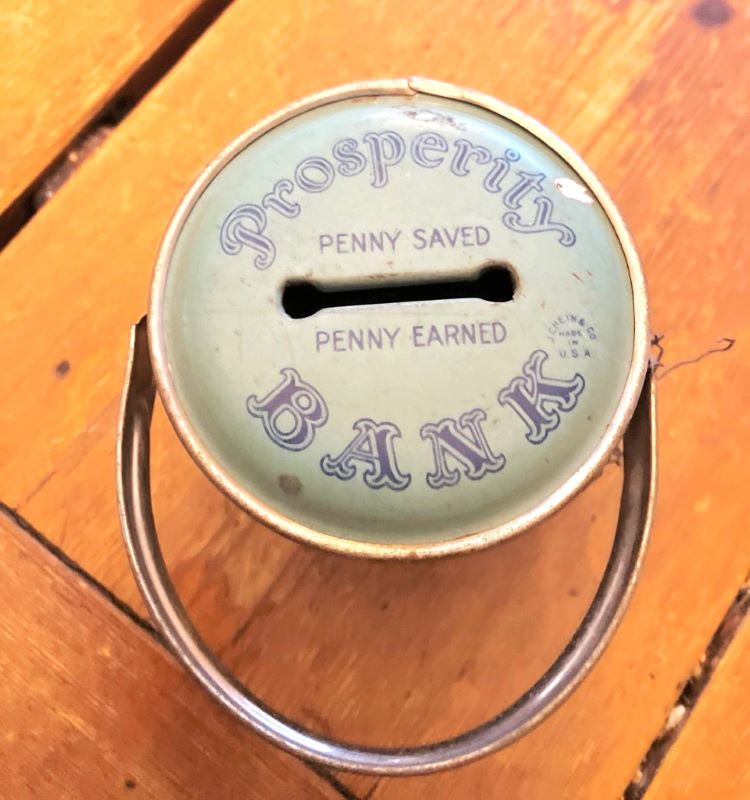 Prosperity
PENNY SAVED
PENNY EARNED
BANK
J. CHEIN & CO
MADE
IN
U.S.A.